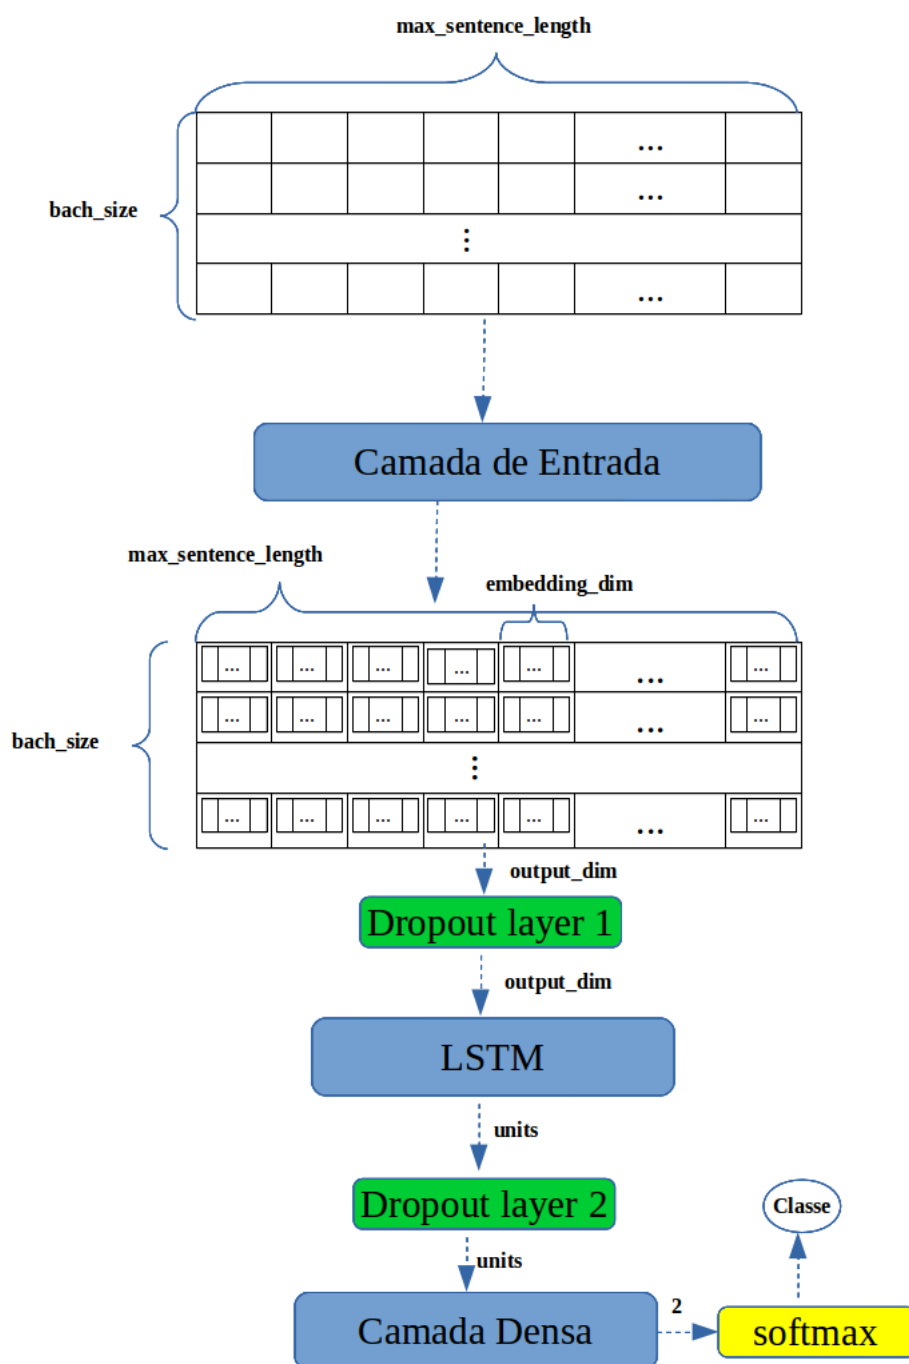 max_sentence_length
...
bach_size
...
...
...
Camada de Entrada
max_sentence_length
embedding_dim
... ... ... ... ... ... ...
... ... ... ... ... ... ...
bach_size
...
... ... ... ... ... ... ...
output_dim
Dropout layer 1
output_dim
LSTM
units
Dropout layer 2
Classe
units
2
Camada Densa
softmax